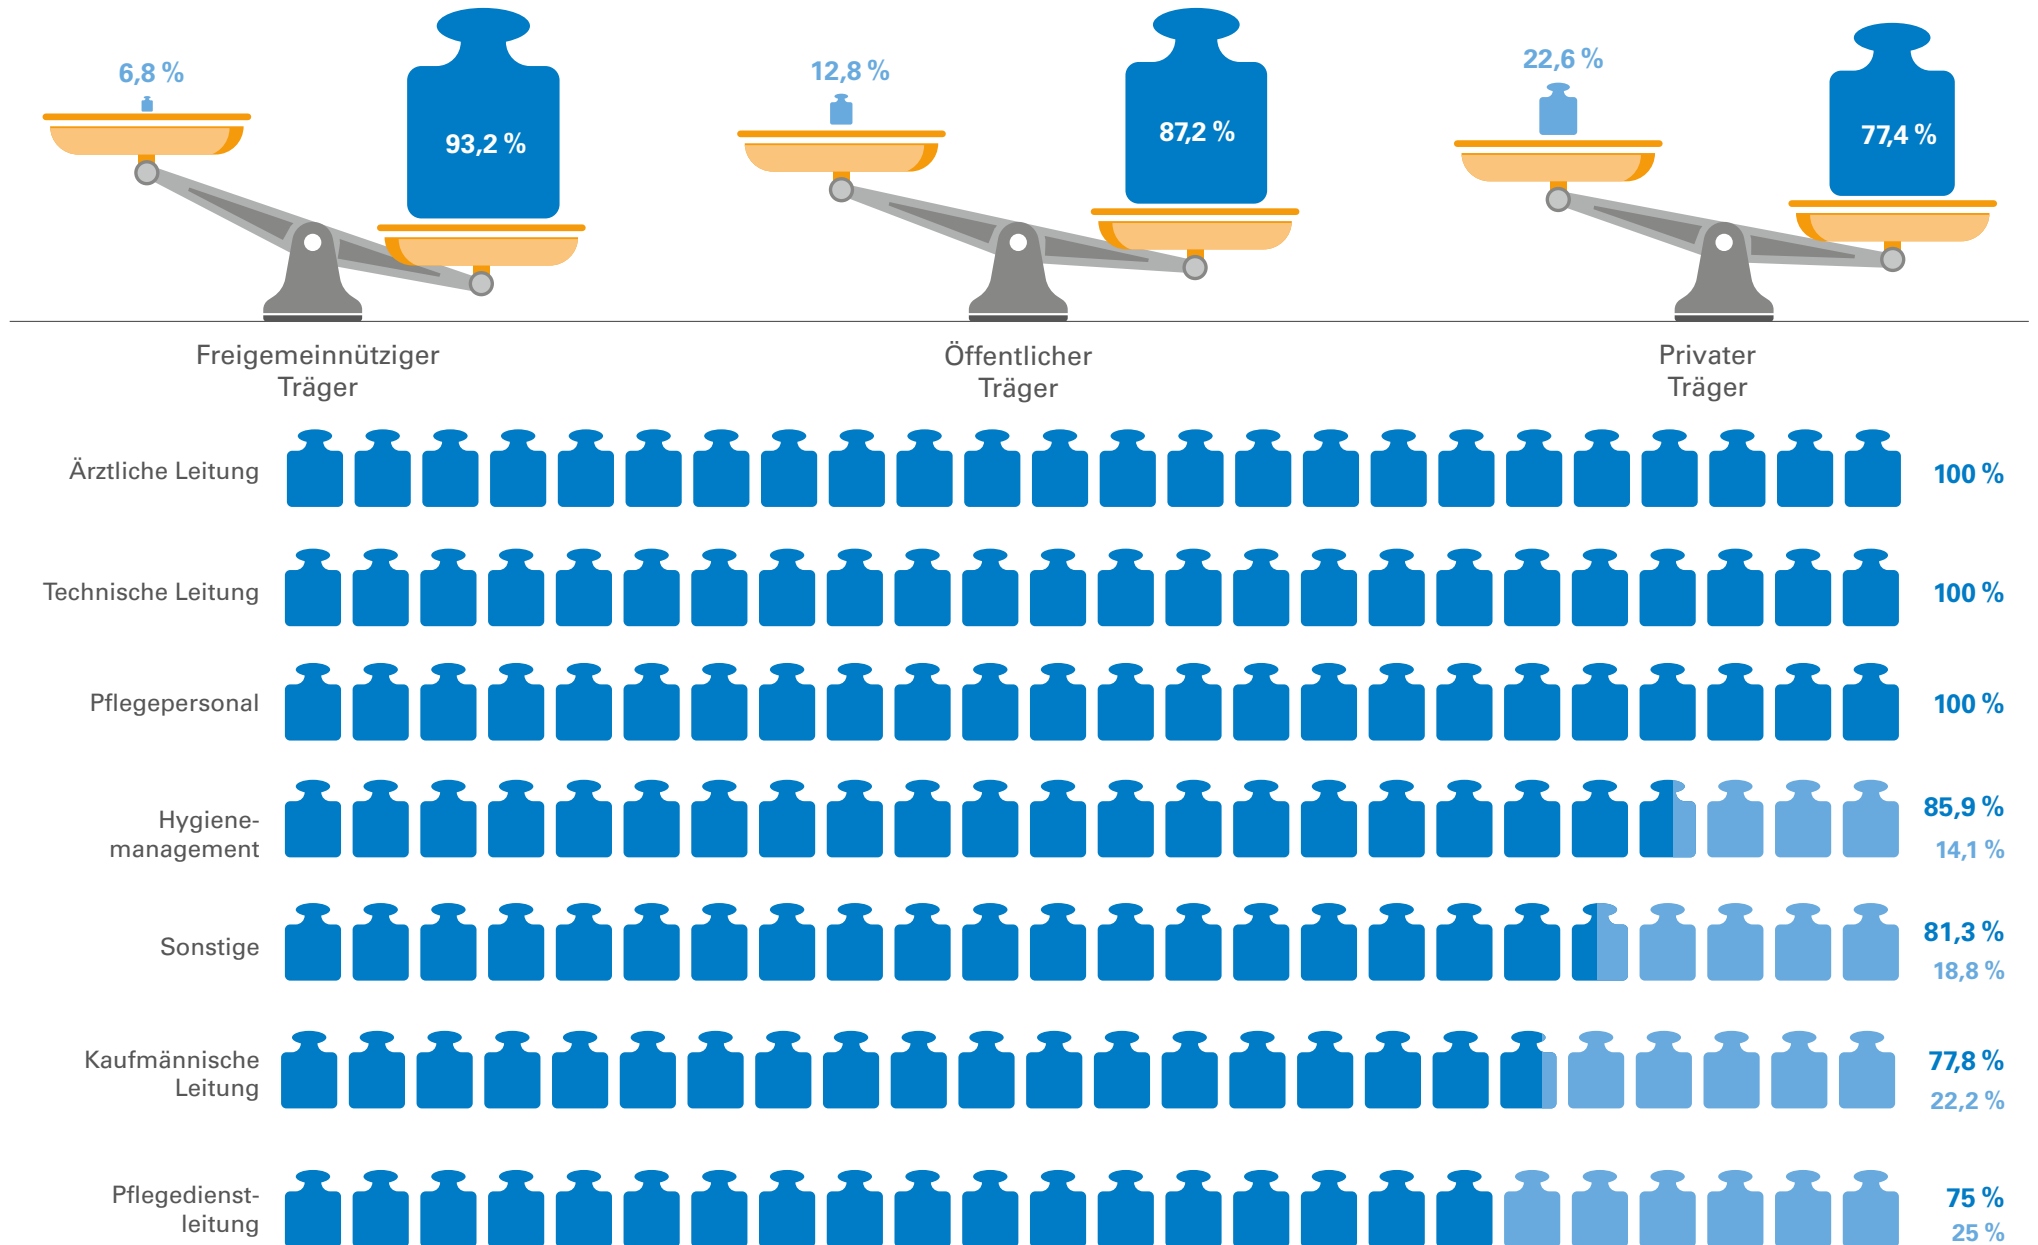 6,8 %
93,2 %
12,8 %
87,2 %
22,6 %
77,4 %
Freigemeinnütziger
Träger
Öffentlicher
Träger
Privater
Träger
Ärztliche Leitung
100 %
Technische Leitung
100 %
Pflegepersonal
100 %
Hygiene-
management
85,9 %
14,1 %
Sonstige
81,3 %
18,8 %
Kaufmännische
Leitung
77,8 %
22,2 %
Pflegedienst-
leitung
75 %
25 %